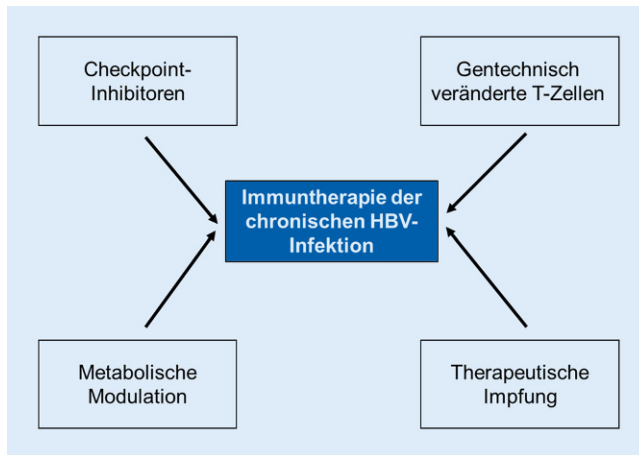 Checkpoint-
Inhibitoren
Gentechnisch
veränderte T-Zellen
Immuntherapie der
chronischen HBV-
Infektion
Metabolische
Modulation
Therapeutische
Impfung